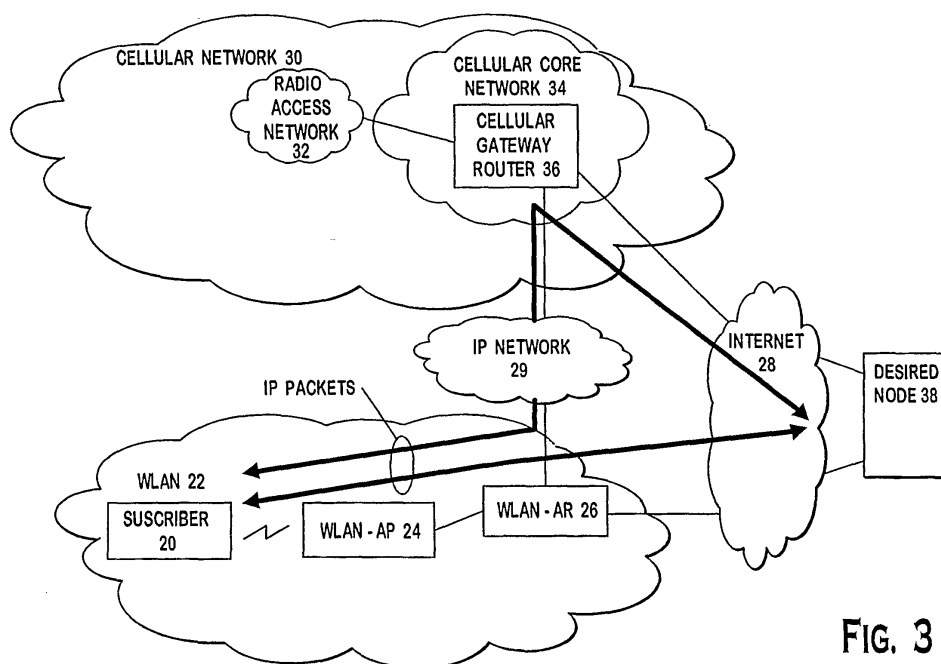 CELLULAR NETWORK 30
RADIO
ACCESS
NETWORK
32
CELLULAR CORE
NETWORK 34
CELLULAR
GATEWAY
ROUTER 36
IP NETWORK
29
INTERNET
28
DESIRED
NODE 38
IP PACKETS
WLAN 22
SUSCRIBER
20
WLAN - AP 24
WLAN - AR 26
FIG. 3